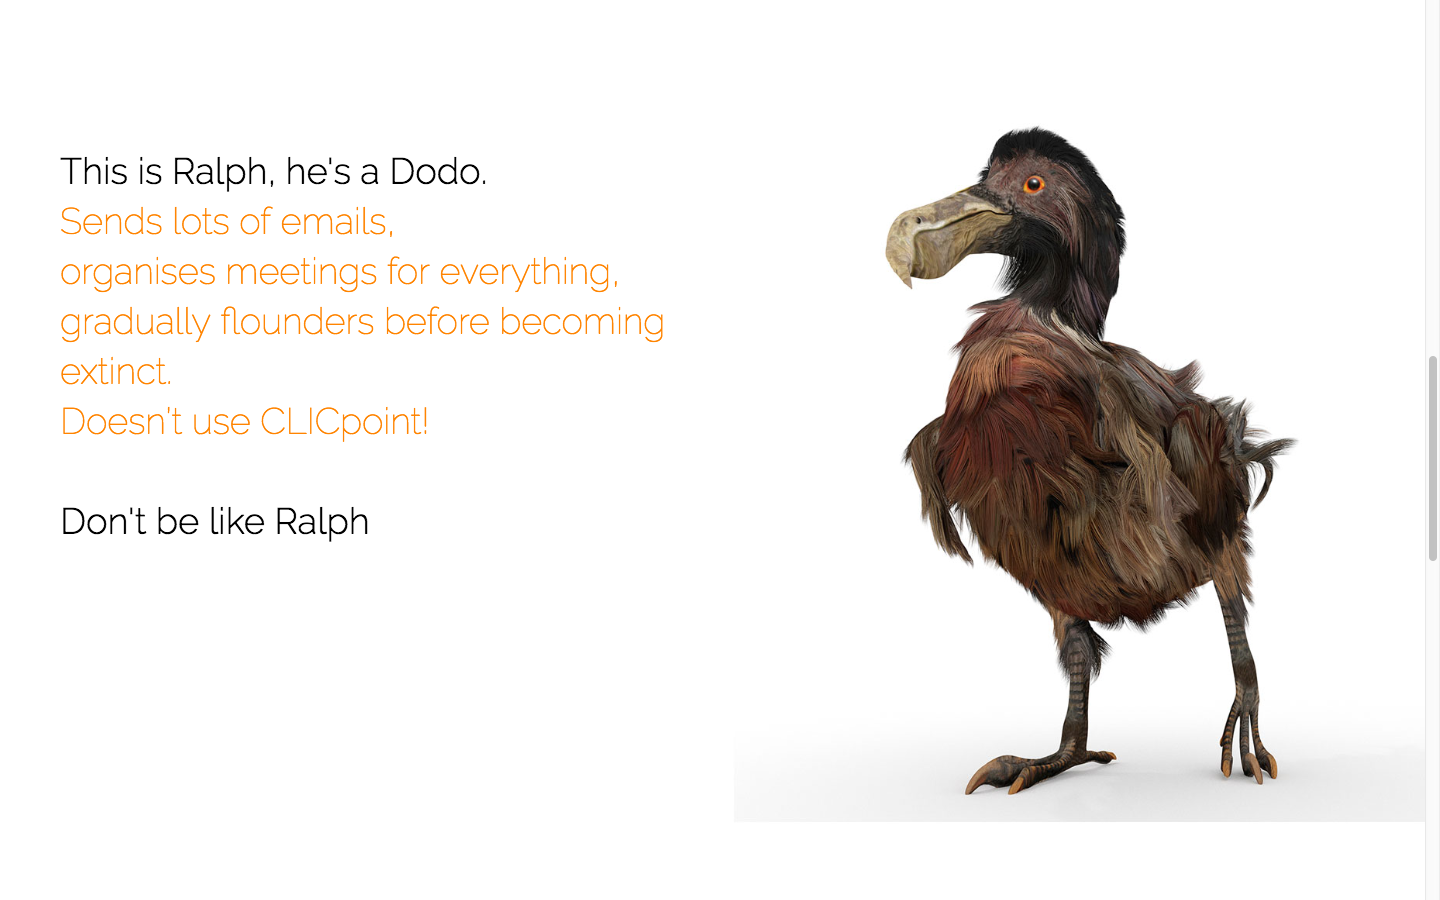 This is Ralph, he's a Dodo.
Sends lots of emails,
organises meetings for everything,
gradually flounders before becoming
extinct.
Doesn't use CLICpoint!
Don't be like Ralph